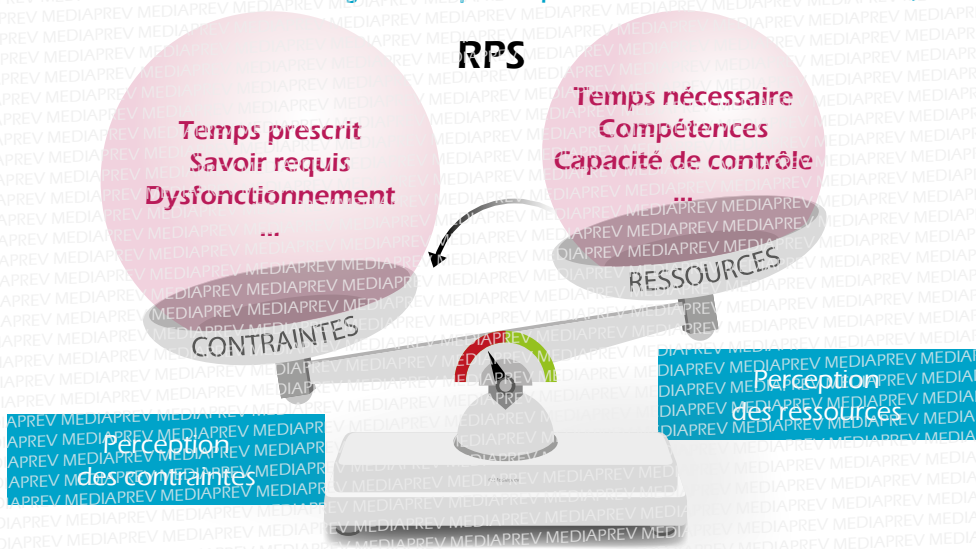 RPS
Temps prescrit
Savoir requis
Dysfonctionnement
...
Temps nécessaire
Compétences
Capacité de contrôle
...
CONTRAINTES
RESSOURCES
Perception
des contraintes
Perception
des ressources
MEDIAPREV